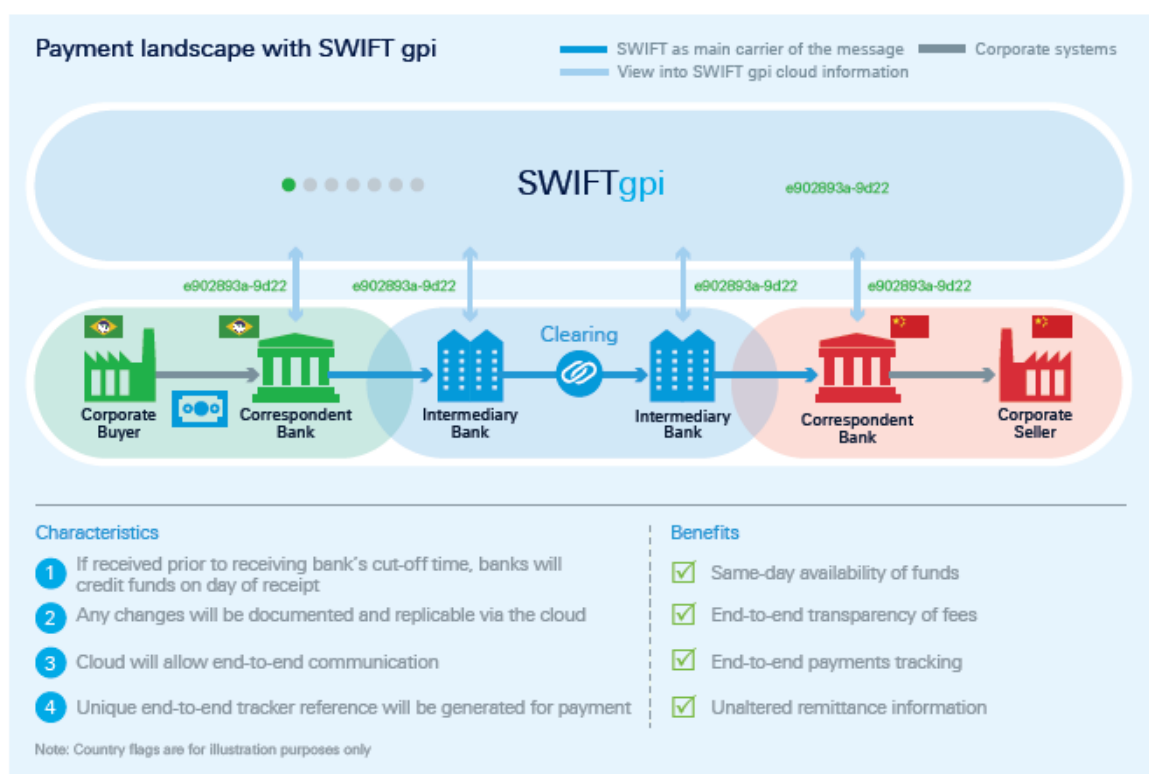 Payment landscape with SWIFT gpi
SWIFT as main carrier of the message
Corporate systems
View into SWIFT gpi cloud information
SWIFTgpi
e902893a-9d22
e902893a-9d22
e902893a-9d22
e902893a-9d22
e902893a-9d22
Clearing
Corporate
Buyer
Correspondent
Bank
Intermediary
Bank
Intermediary
Bank
Correspondent
Bank
Corporate
Seller
Characteristics
1 If received prior to receiving bank's cut-off time, banks will
credit funds on day of receipt
2 Any changes will be documented and replicable via the cloud
3 Cloud will allow end-to-end communication
4 Unique end-to-end tracker reference will be generated for payment
Benefits
Same-day availability of funds
End-to-end transparency of fees
End-to-end payments tracking
Unaltered remittance information
Note: Country flags are for illustration purposes only